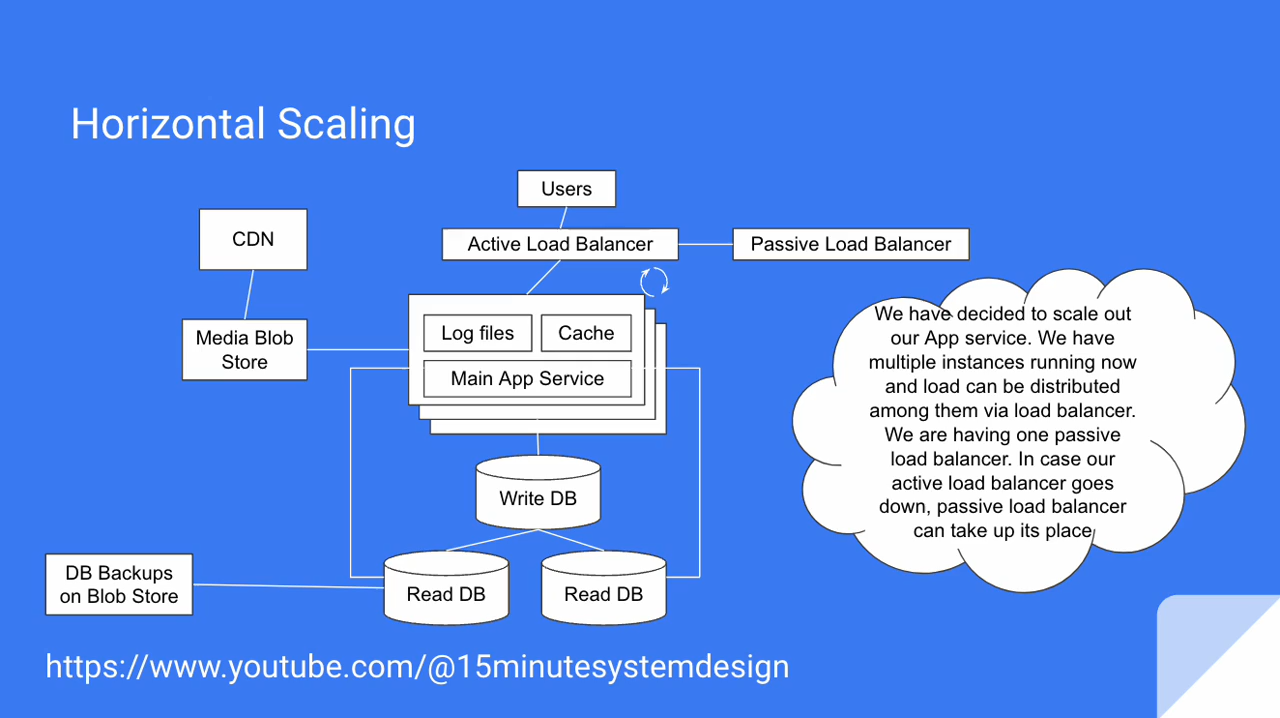 Horizontal Scaling
Users
CDN
Active Load Balancer
Passive Load Balancer
Media Blob
Store
Log files
Cache
Main App Service
Write DB
Read DB
Read DB
DB Backups
on Blob Store
We have decided to scale out
our App service. We have
multiple instances running now
and load can be distributed
among them via load balancer.
We are having one passive
load balancer. In case our
active load balancer goes
down, passive load balancer
can take up its place
https://www.youtube.com/@15minutesystemdesign